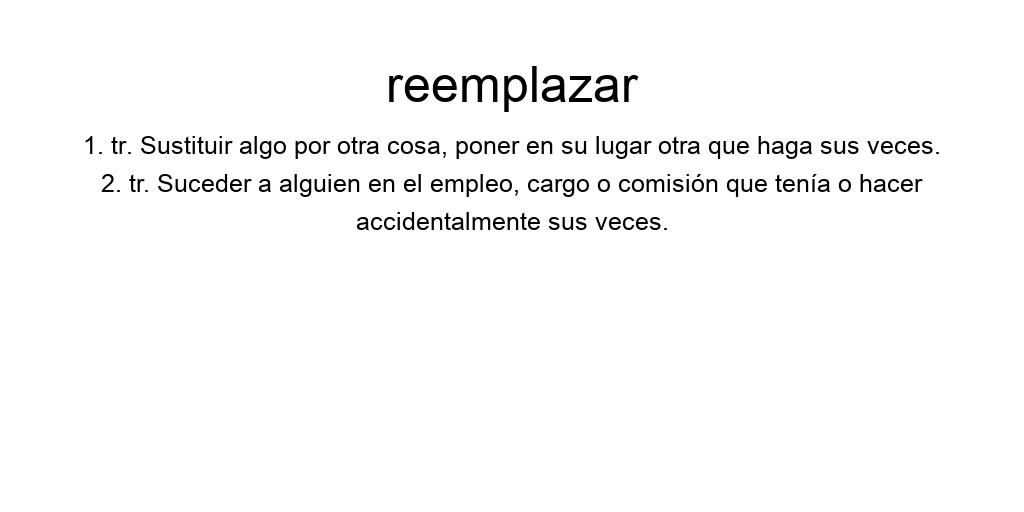 reemplazar
1. tr. Sustituir algo por otra cosa, poner en su lugar otra que haga sus veces.
2. tr. Suceder a alguien en el empleo, cargo o comisión que tenía o hacer
accidentalmente sus veces.